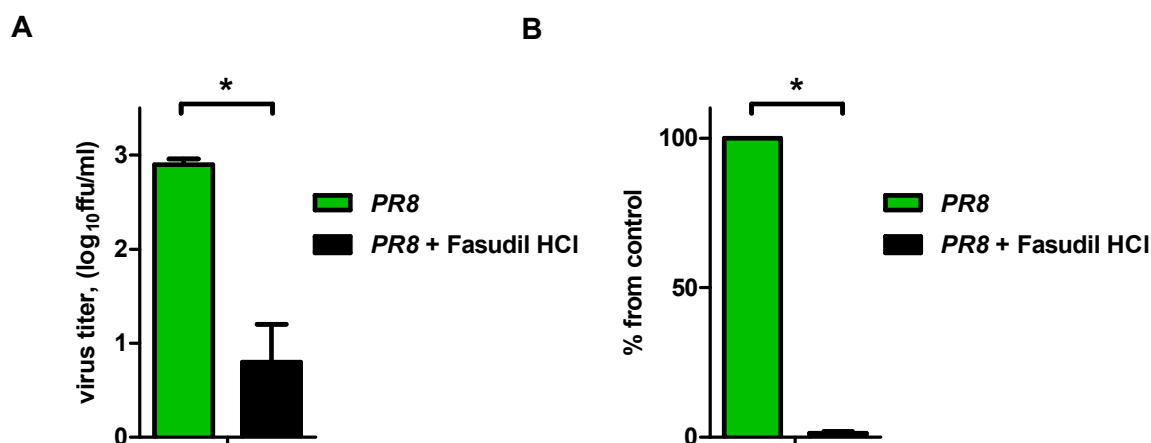 A
*
virus titer, (log₁₀ffu/ml)
3
2
1
0
PR8
PR8 + Fasudil HCl
B
*
% from control
100
50
0
PR8
PR8 + Fasudil HCl